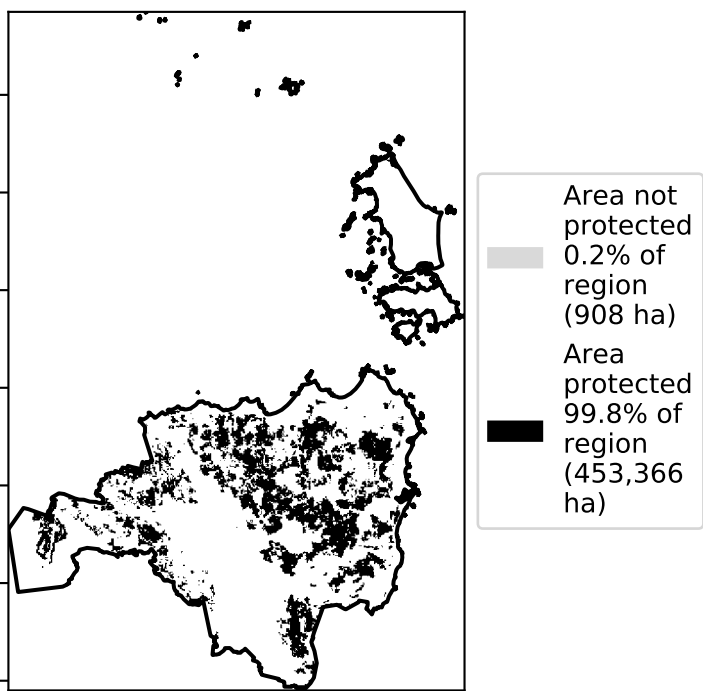 Area not
protected
0.2% of
region
(908 ha)
Area
protected
99.8% of
region
(453,366
ha)